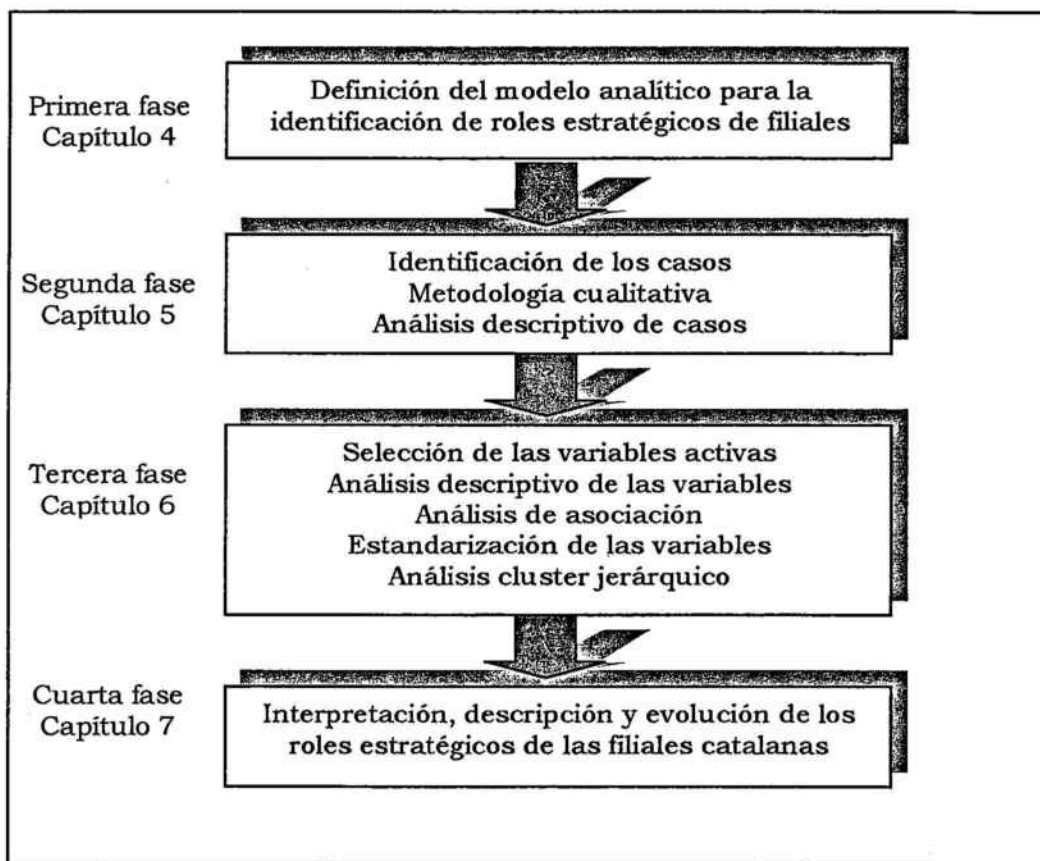 Primera fase
Capítulo 4
Definición del modelo analítico para la
identificación de roles estratégicos de filiales
Segunda fase
Capítulo 5
Identificación de los casos
Metodología cualitativa
Análisis descriptivo de casos
Tercera fase
Capítulo 6
Selección de las variables activas
Análisis descriptivo de las variables
Análisis de asociación
Estandarización de las variables
Análisis cluster jerárquico
Cuarta fase
Capítulo 7
Interpretación, descripción y evolución de los
roles estratégicos de las filiales catalanas